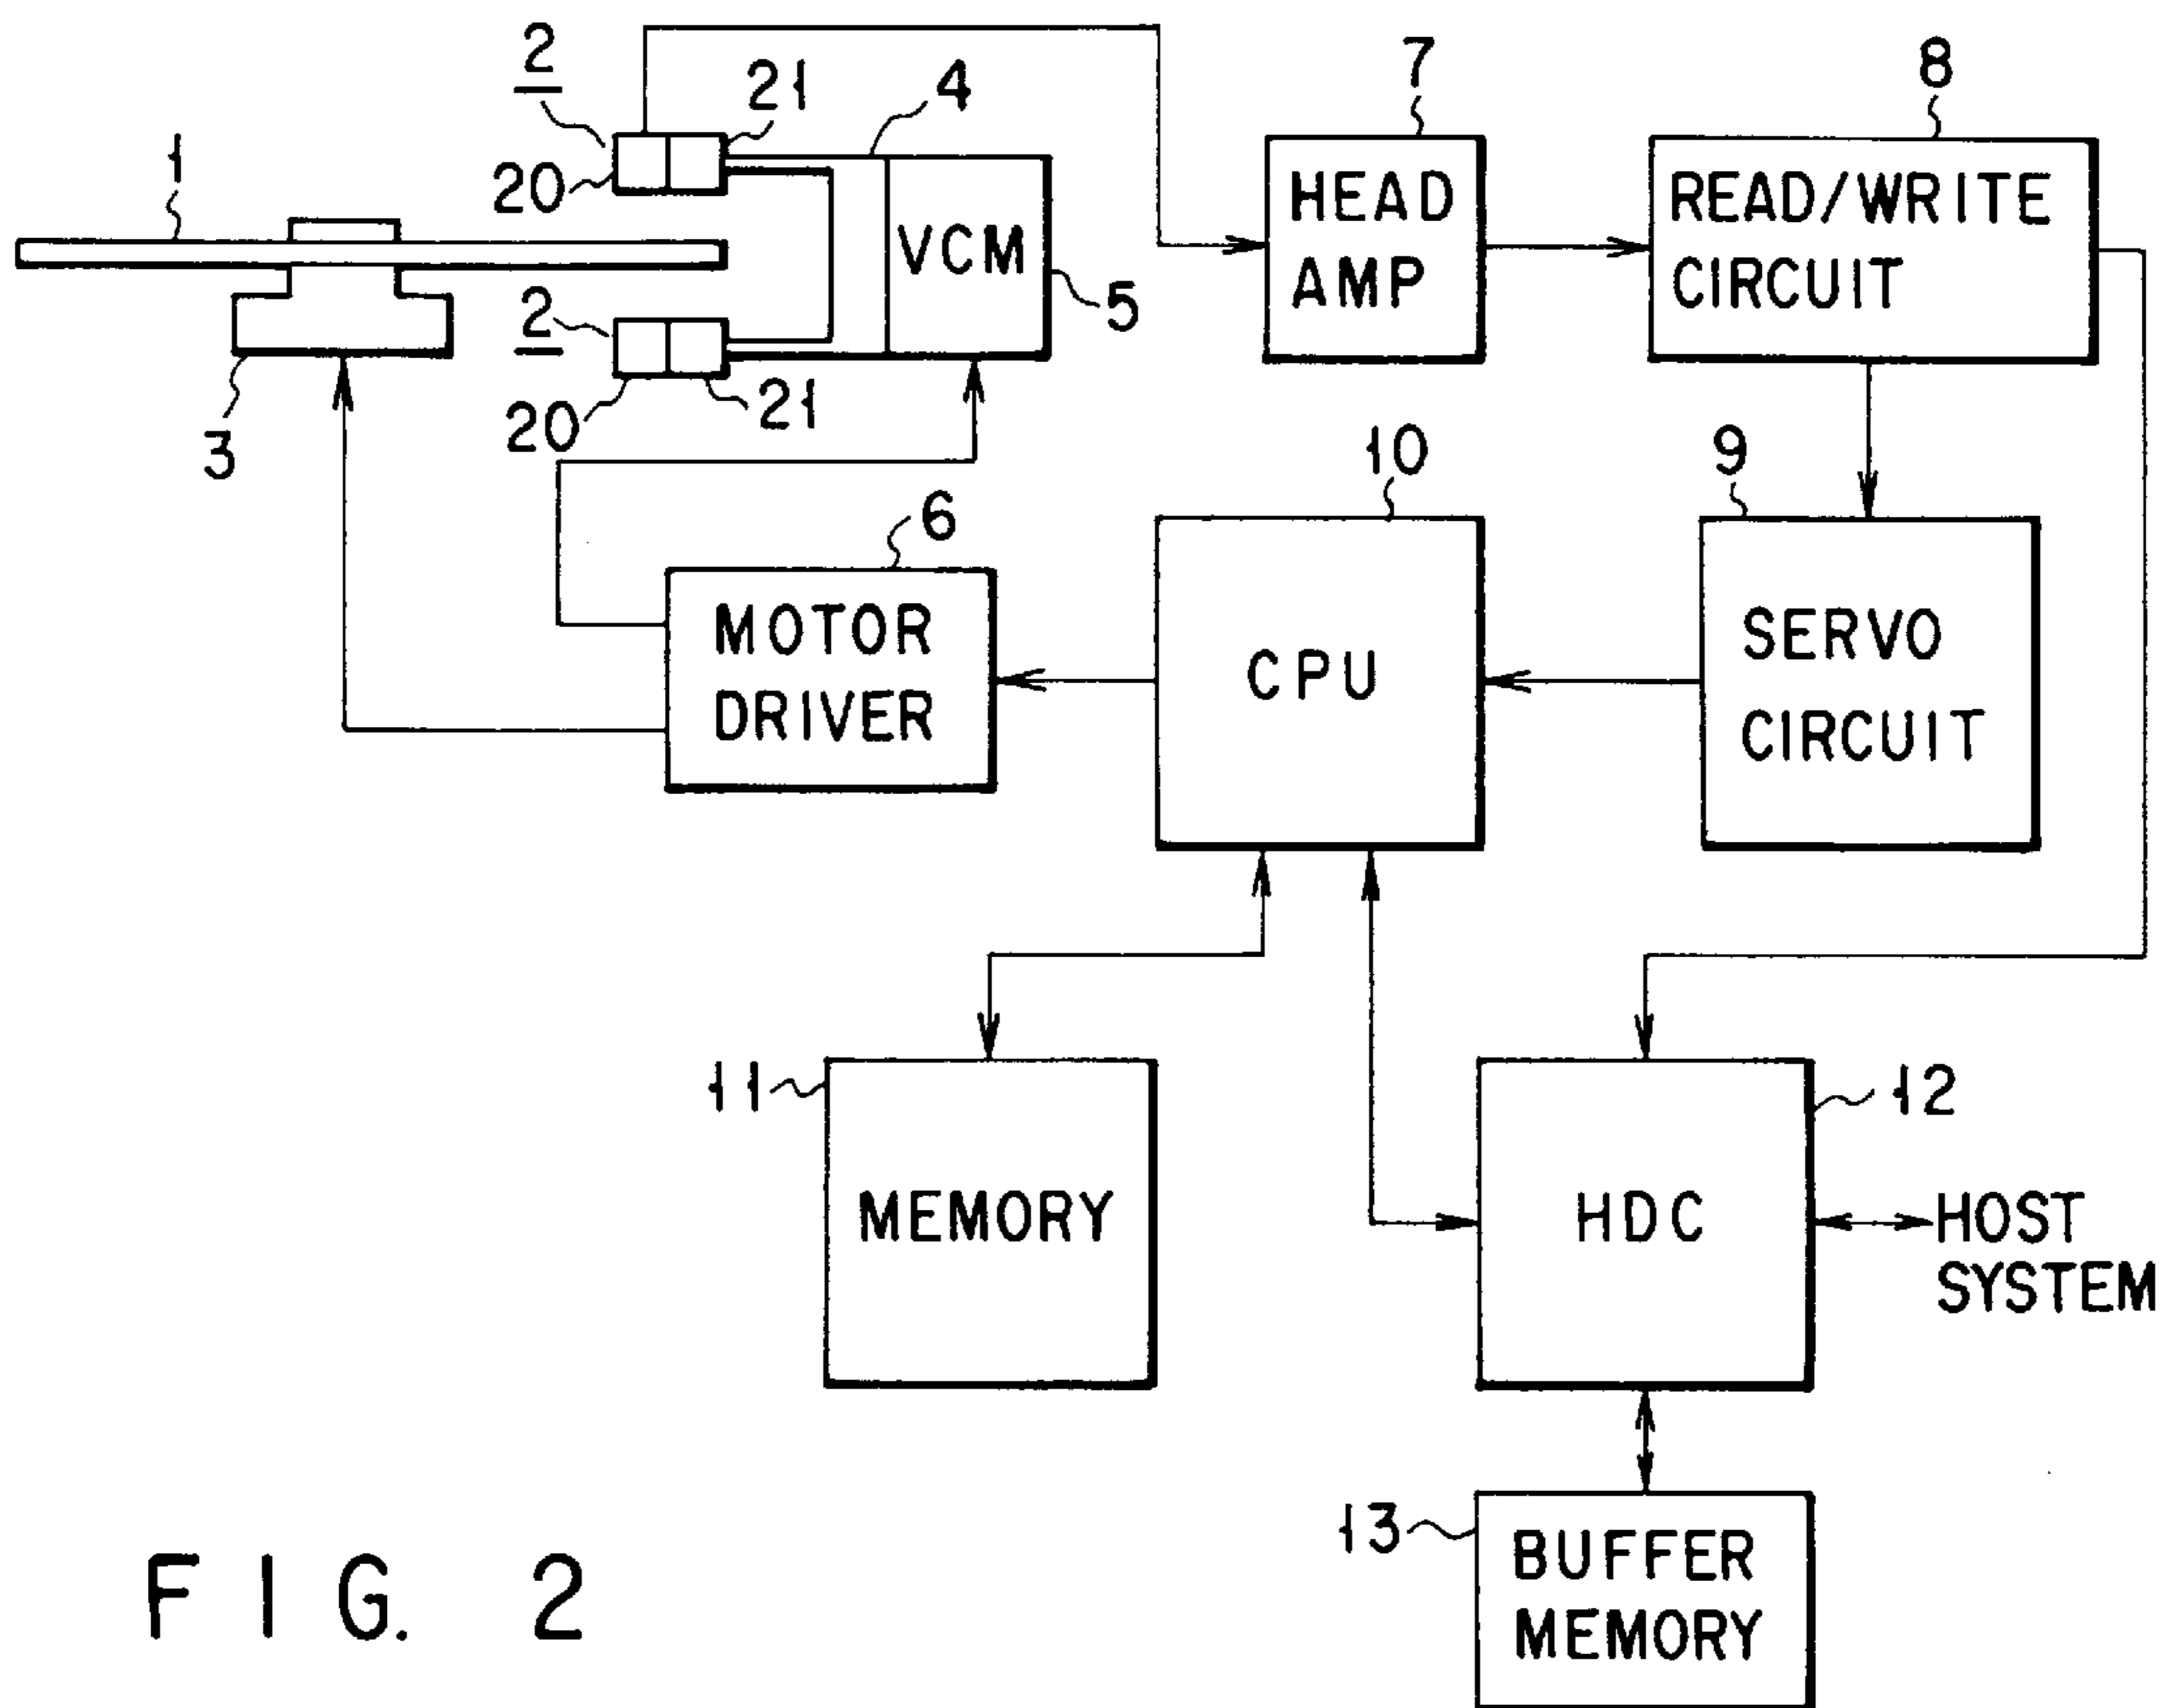 2
21
4
7
8
1
20
HEAD
AMP
READ/WRITE
CIRCUIT
VCM
5
2
20
21
3
10
9
6
MOTOR
DRIVER
CPU
SERVO
CIRCUIT
11
12
MEMORY
HDC
HOST
SYSTEM
13
BUFFER
MEMORY
FIG. 2